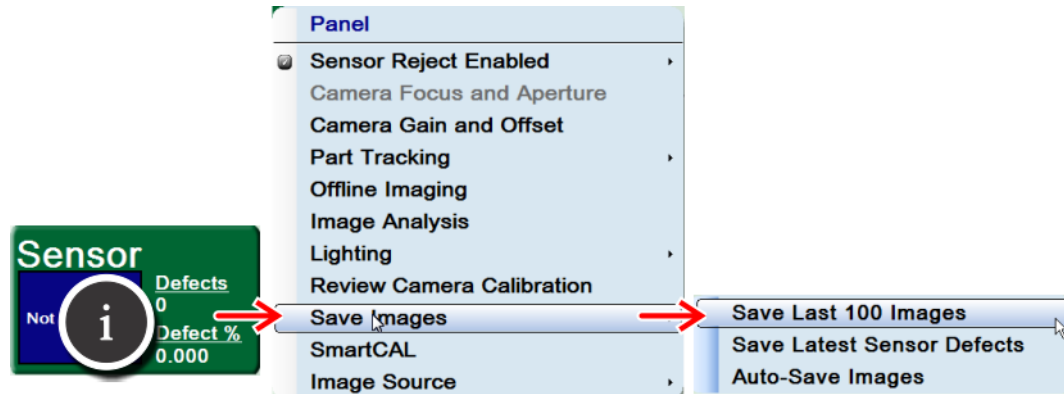 Panel
Sensor Reject Enabled
Camera Focus and Aperture
Camera Gain and Offset
Part Tracking
Offline Imaging
Image Analysis
Lighting
Review Camera Calibration
Save Images
SmartCAL
Image Source
Sensor
Not
i
Defects
0
Defect %
0.000
Save Last 100 Images
Save Latest Sensor Defects
Auto-Save Images